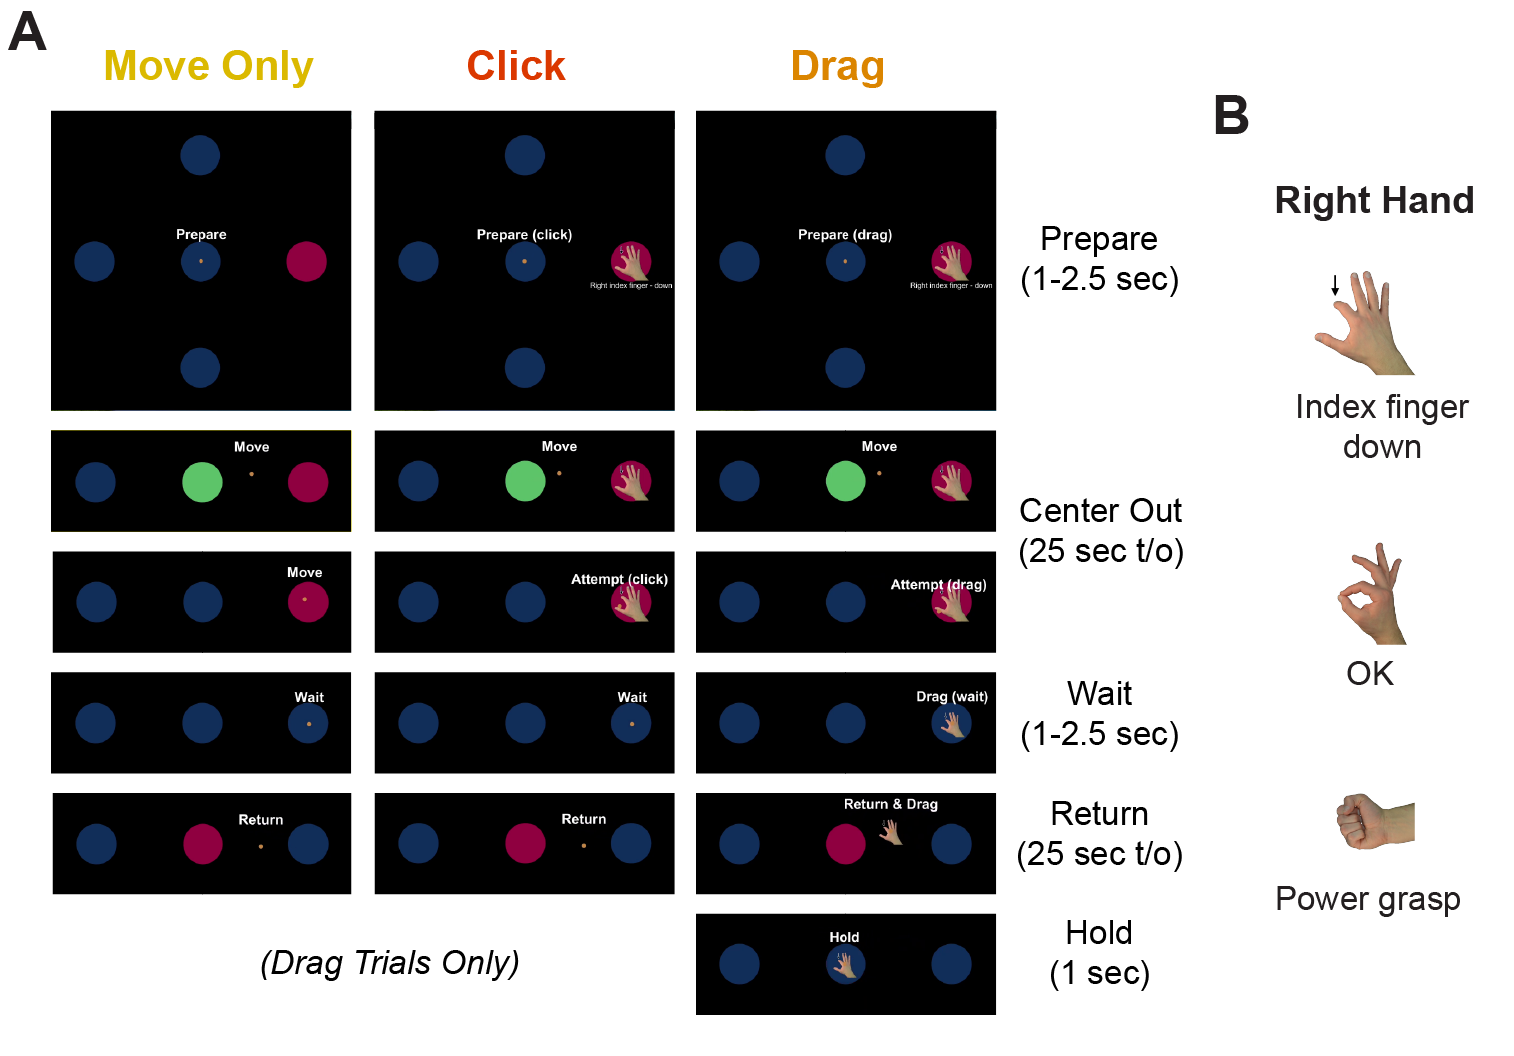 A
Move Only
Click
Drag
B
Prepare
Prepare (click)
Right index finger - down
Prepare (drag)
Right index finger - down
Prepare
(1-2.5 sec)
Right Hand
Index finger
down
Move
Move
Move
Center Out
(25 sec t/o)
Move
Attempt (click)
Attempt (drag)
OK
Wait
Wait
Drag (wait)
Wait
(1-2.5 sec)
Return
Return
Return & Drag
Return
(25 sec t/o)
Power grasp
(Drag Trials Only)
Hold
Hold
(1 sec)